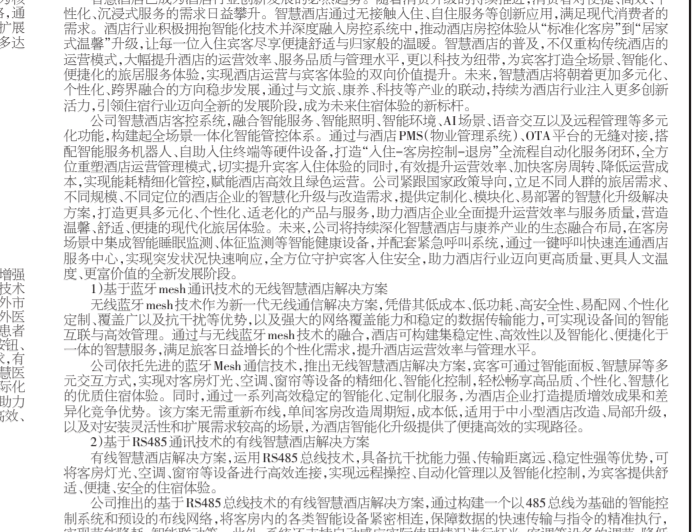 性化、沉浸式服务的需求日益攀升。智慧酒店通过无接触入住、自住服务等创新应用,满足现代消费者的
需求。酒店行业积极拥抱智能化技术并深度融入房控系统中,推动酒店房控体验从“标准化客房”到“居家
式温馨”升级,让每一位入住宾客尽享便捷舒适与归家般的温暖。智慧酒店的普及,不仅重构传统酒店的
运营模式,大幅提升酒店的运营效率、服务品质与管理水平,更以科技为纽带,为宾客打造全场景、智能化、
便捷化的旅居服务体验,实现酒店运营与宾客体验的双向价值提升。未来,智慧酒店将朝着更加多元化、
个性化、跨界融合的方向稳步发展,通过与文旅、康养、科技等产业的联动,持续为酒店行业注入更多创新
活力,引领住宿行业迈向全新的发展阶段,成为未来住宿体验的新标杆。
公司智慧酒店客控系统,融合智能服务、智能照明、智能环境、AI场景、语音交互以及远程管理等多元
化功能,构建起全场景一体化智能管控体系。通过与酒店PMS(物业管理系统)、OTA平台的无缝对接,搭
配智能服务机器人、自助入住终端等硬件设备,打造“入住-客房控制-退房”全流程自动化服务闭环,全方
位重塑酒店运营管理模式,切实提升宾客入住体验的同时,有效提升运营效率、加快客房周转、降低运营成
本,实现能耗精细化管控,赋能酒店高效且绿色运营。公司紧跟国家政策导向,立足不同人群的旅居需求、
不同规模、不同定位的酒店企业的智慧化升级与改造需求,提供定制化、模块化、易部署的智慧化升级解决
方案,打造更具多元化、个性化、适老化的产品与服务,助力酒店企业全面提升运营效率与服务质量,营造
温馨、舒适、便捷的现代化旅居体验。未来,公司将持续深化智慧酒店与康养产业的生态融合布局,在客房
场景中集成智能睡眠监测、体征监测等智能健康设备,并配套紧急呼叫系统,通过一键呼叫快速连通酒店
服务中心,实现突发状况快速响应,全方位守护宾客入住安全,助力酒店行业迈向更高质量、更具人文温
度、更富价值的全新发展阶段。
1)基于蓝牙mesh通讯技术的无线智慧酒店解决方案
无线蓝牙mesh技术作为新一代无线通信解决方案,凭借其低成本、低功耗、高安全性、易配网、个性化
定制、覆盖广以及抗干扰等优势,以及强大的网络覆盖能力和稳定的数据传输能力,可实现设备间的智能
互联与高效管理。通过与无线蓝牙mesh技术的融合,酒店可构建集稳定性、高效性以及智能化、便捷化于
一体的智慧服务,满足旅客日益增长的个性化需求,提升酒店运营效率与管理水平。
公司依托先进的蓝牙Mesh通信技术,推出无线智慧酒店解决方案,宾客可通过智能面板、智慧屏等多
元交互方式,实现对客房灯光、空调、窗帘等设备的精细化、智能化控制,轻松畅享高品质、个性化、智慧化
的优质住宿体验。同时,通过一系列高效稳定的智能化、定制化服务,为酒店企业打造提质增效成果和差
异化竞争优势。该方案无需重新布线,单间客房改造周期短,成本低,适用于中小型酒店改造、局部升级,
以及对安装灵活性和扩展需求较高的场景,为酒店智能化升级提供了便捷高效的实现路径。
2)基于RS485通讯技术的有线智慧酒店解决方案
有线智慧酒店解决方案,运用RS485总线技术,具备抗干扰能力强、传输距离远、稳定性强等优势,可
将客房灯光、空调、窗帘等设备进行高效连接,实现远程操控、自动化管理以及智能化控制,为宾客提供舒
适、便捷、安全的住宿体验。
公司推出的基于RS485总线技术的有线智慧酒店解决方案,通过构建一个以485总线为基础的智能控
制系统和预设的布线网络,将客房内的各类智能设备紧密相连,保障数据的快速传输与指令的精准执行,